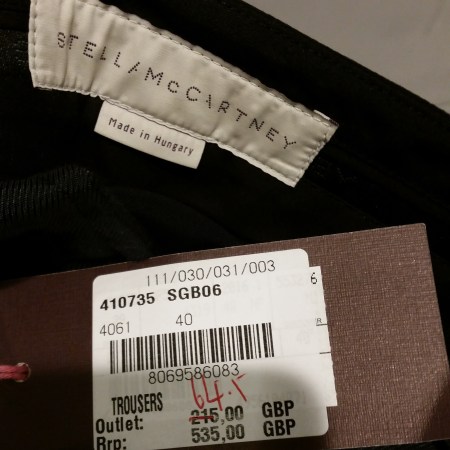 STELLA McCARTNEY
Made in Hungary
111/030/031/003
410735 SGB06
6
4061 40
8069586083
TROUSERS
64.5
Outlet: 215,00 GBP
Rrp: 535,00 GBP